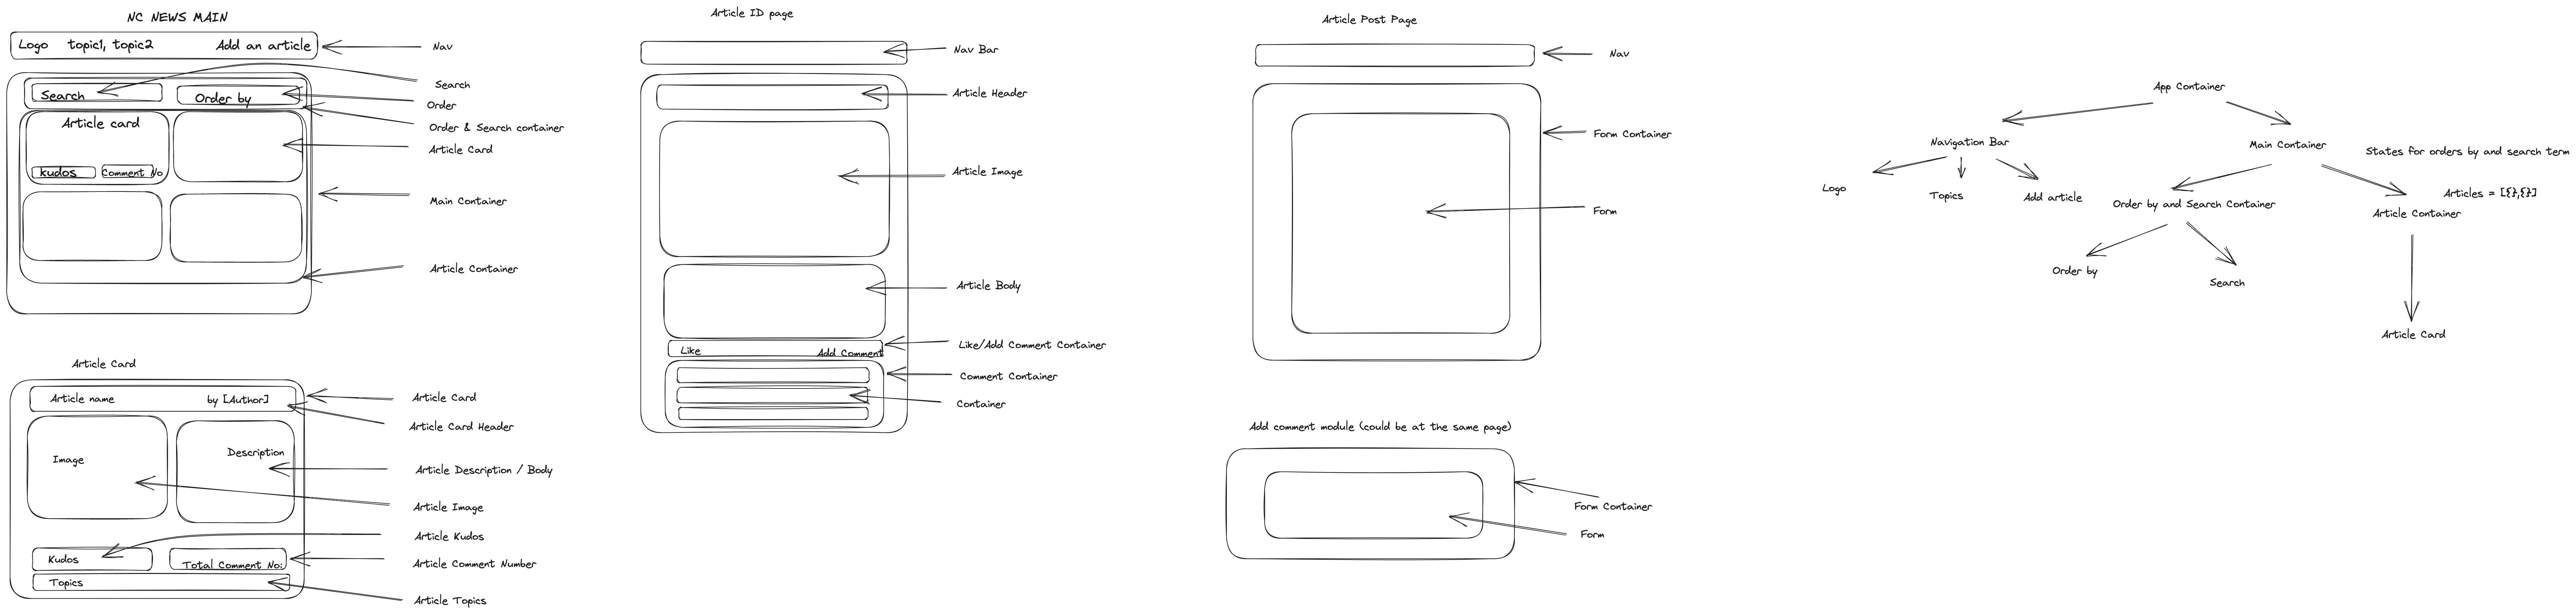 NC NEWS MAIN
Logo topic1, topic2 Add an article
Nav
Search
Order by
Search
Order
Order & Search container
Article card
Article Card
kudos
Comment No
Main Container
Article Container
Article Card
Article name by [Author]
Article Card
Article Card Header
Image
Description
Article Description / Body
Article Image
Article Kudos
Kudos
Total Comment No:
Article Comment Number
Topics
Article Topics
Article ID page
Nav Bar
Article Header
Article Image
Article Body
Like
Add Comment
Like/Add Comment Container
Comment Container
Container
Article Post Page
Nav
Form Container
Form
Add comment module (could be at the same page)
Form Container
Form
App Container
Navigation Bar
Main Container
States for orders by and search term
Logo
Topics
Add article
Order by and Search Container
Articles = [{},{}]
Article Container
Order by
Search
Article Card